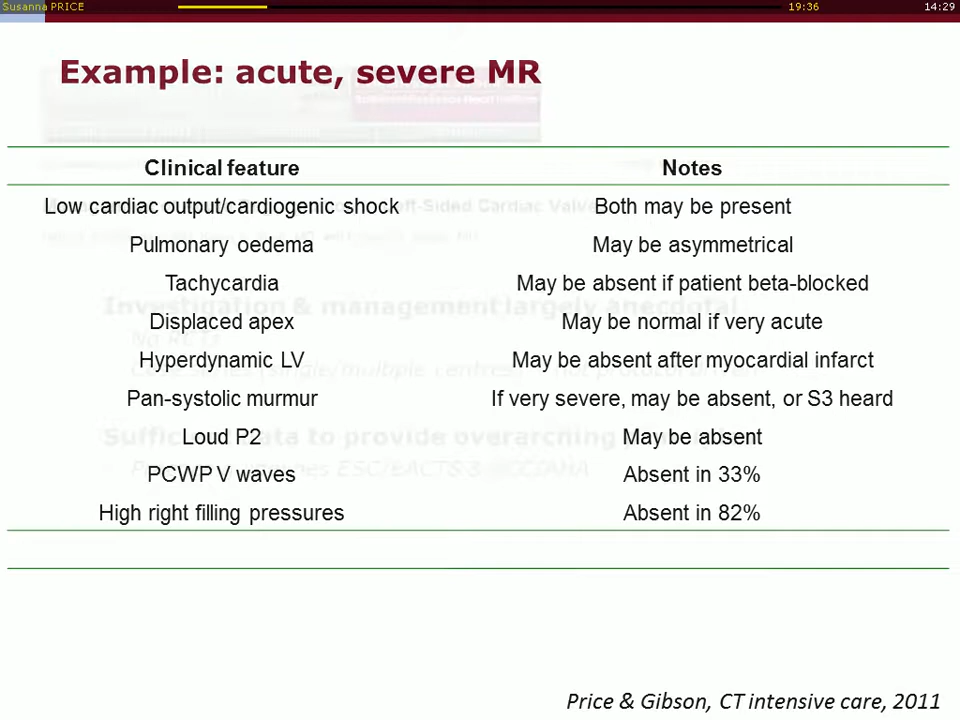 Susanna PRICE 19:36 14:29
Example: acute, severe MR
Clinical feature Notes
Low cardiac output/cardiogenic shock Both may be present
Pulmonary oedema May be asymmetrical
Tachycardia May be absent if patient beta-blocked
Displaced apex May be normal if very acute
Hyperdynamic LV May be absent after myocardial infarct
Pan-systolic murmur If very severe, may be absent, or S3 heard
Loud P2 May be absent
PCWP V waves Absent in 33%
High right filling pressures Absent in 82%
Investigation & management largely anecdotal
Price & Gibson, CT intensive care, 2011